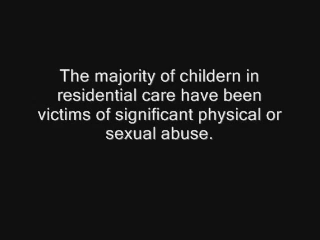 The majority of childern in
residential care have been
victims of significant physical or
sexual abuse.